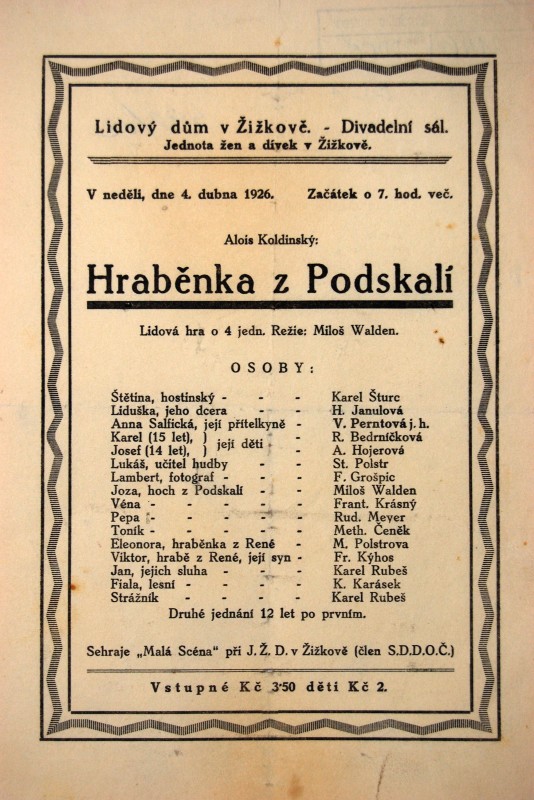 Lidový dům v Žižkově. - Divadelní sál.
Jednota žen a dívek v Žižkově.
V neděli, dne 4. dubna 1926. Začátek o 7. hod. več.
Alois Koldinský:
Hraběnka z Podskalí
Lidová hra o 4 jedn. Režie: Miloš Walden.
OSOBY:
Štětina, hostinský - - - Karel Šturc
Liduška, jeho dcera - - H. Janulová
Anna Salfická, její přítelkyně - V. Perntová j. h.
Karel (15 let), ) její děti - R. Bedrníčková
Josef (14 let), ) - A. Hojerová
Lukáš, učitel hudby - - St. Polstr
Lambert, fotograf - - - F. Grošpic
Joza, hoch z Podskalí - - Miloš Walden
Véna - - - - - Frant. Krásný
Pepa - - - - - Rud. Meyer
Toník - - - - - Meth. Čeněk
Eleonora, hraběnka z René - M. Polstrova
Viktor, hrabě z René, její syn - Fr. Kýhos
Jan, jejich sluha - - - Karel Rubeš
Fiala, lesní - - - - K. Karásek
Strážník - - - - Karel Rubeš
Druhé jednání 12 let po prvním.
Sehraje „Malá Scéna" při J. Ž. D. v Žižkově (člen S.D.D.O.Č.)
Vstupné Kč 3·50 děti Kč 2.